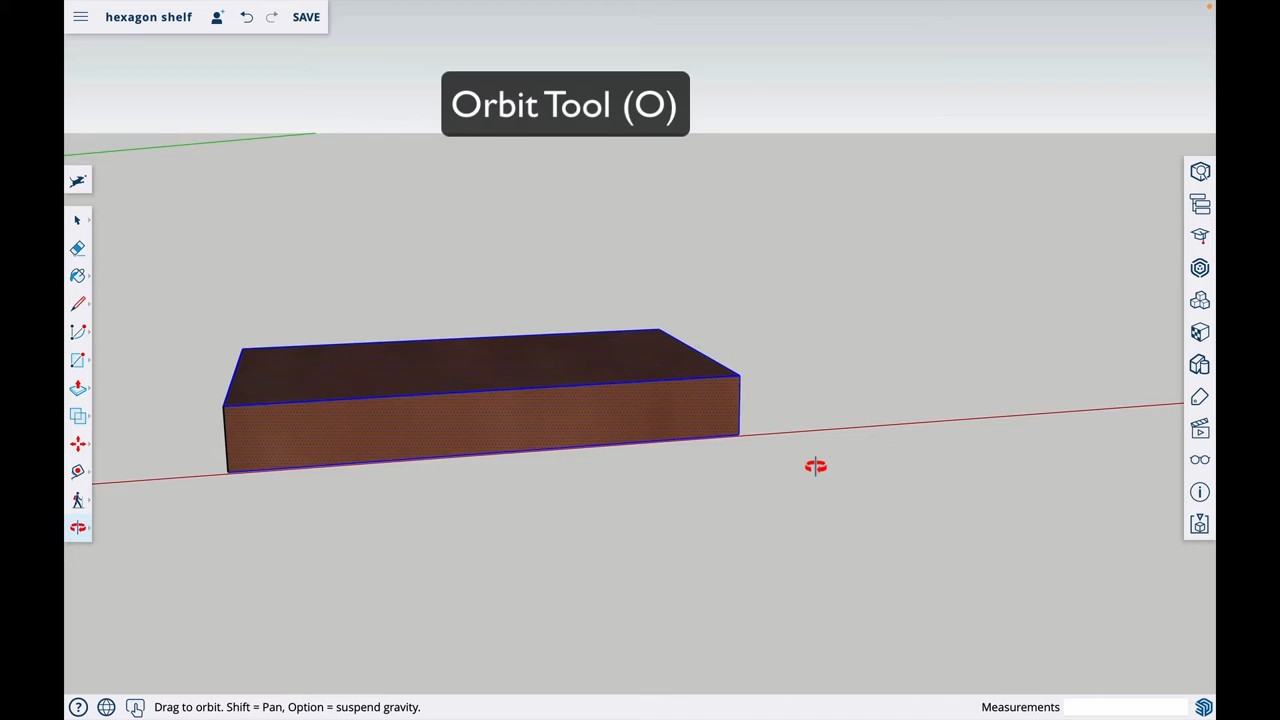 hexagon shelf
SAVE
Orbit Tool (O)
Drag to orbit. Shift = Pan, Option = suspend gravity.
Measurements